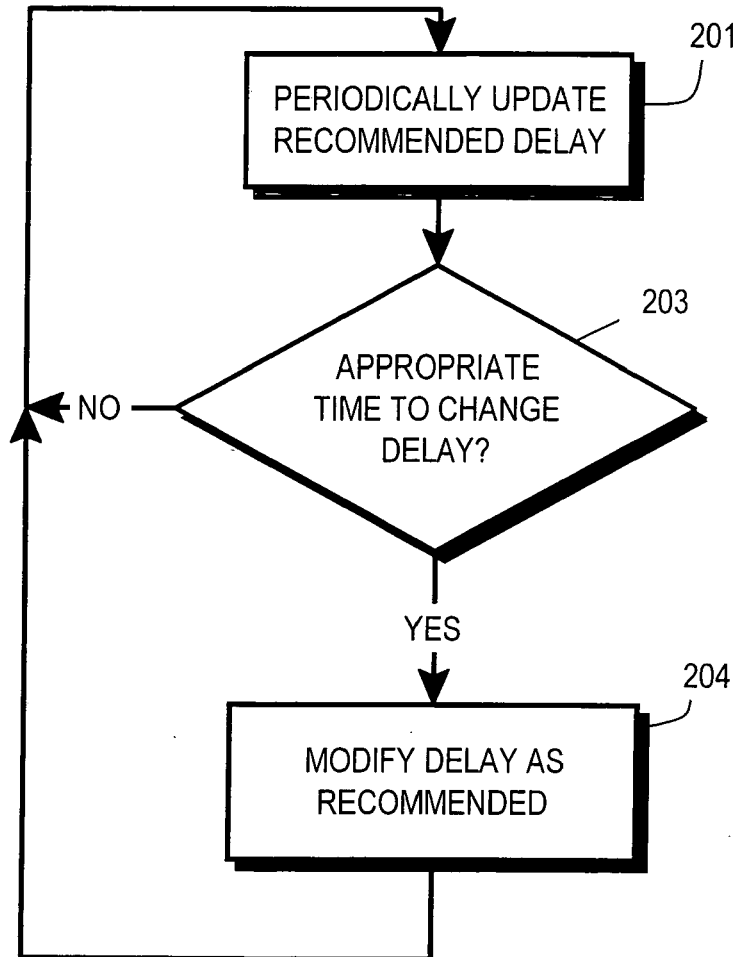 201
PERIODICALLY UPDATE
RECOMMENDED DELAY
203
APPROPRIATE
TIME TO CHANGE
DELAY?
NO
YES
204
MODIFY DELAY AS
RECOMMENDED